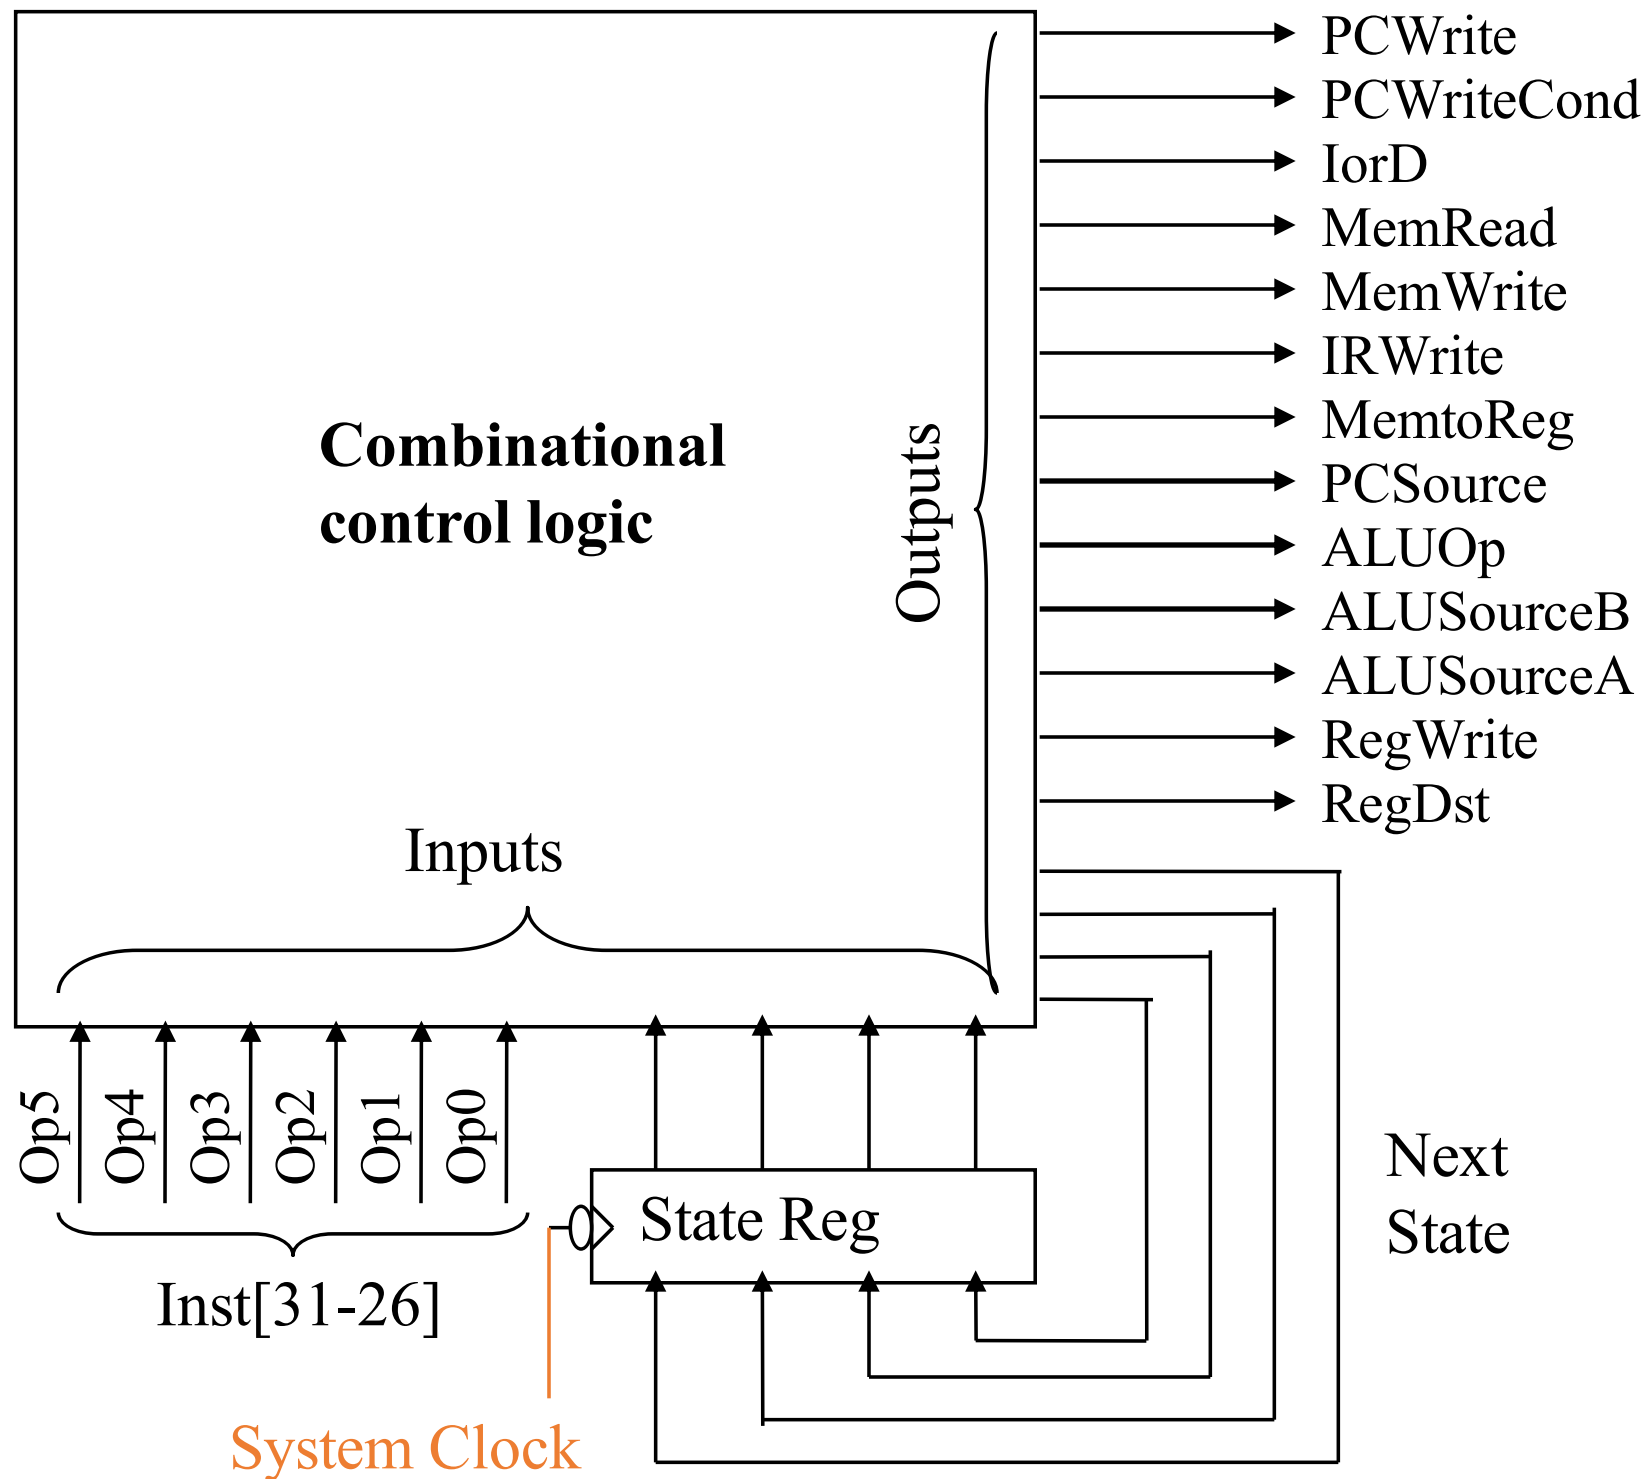 PCWrite
PCWriteCond
IorD
MemRead
MemWrite
IRWrite
MemtoReg
PCSource
ALUOp
ALUSourceB
ALUSourceA
RegWrite
RegDst
Combinational
control logic
Outputs
Inputs
Op5
Op4
Op3
Op2
Op1
Op0
Inst[31-26]
State Reg
System Clock
Next
State